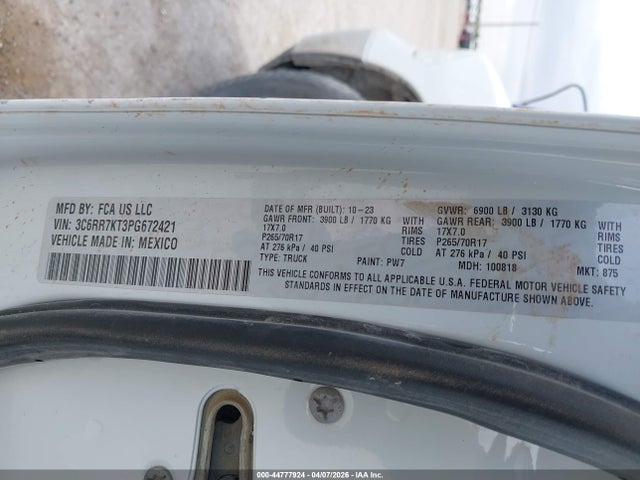 MFD BY: FCA US LLC
VIN: 3C6RR7KT3PG672421
VEHICLE MADE IN: MEXICO
DATE OF MFR (BUILT): 10-23
GAWR FRONT: 3900 LB / 1770 KG
17X7.0 RIMS
P265/70R17 TIRES
AT 276 kPa / 40 PSI COLD
TYPE: TRUCK PAINT: PW7
GVWR: 6900 LB / 3130 KG
GAWR REAR: 3900 LB / 1770 KG
17X7.0 RIMS
P265/70R17 TIRES
AT 276 kPa / 40 PSI COLD
MDH: 100818 MKT: 875
THIS VEHICLE CONFORMS TO ALL APPLICABLE U.S.A. FEDERAL MOTOR VEHICLE SAFETY
STANDARDS IN EFFECT ON THE DATE OF MANUFACTURE SHOWN ABOVE.
000-44777924 04/07/2026 IAA Inc.